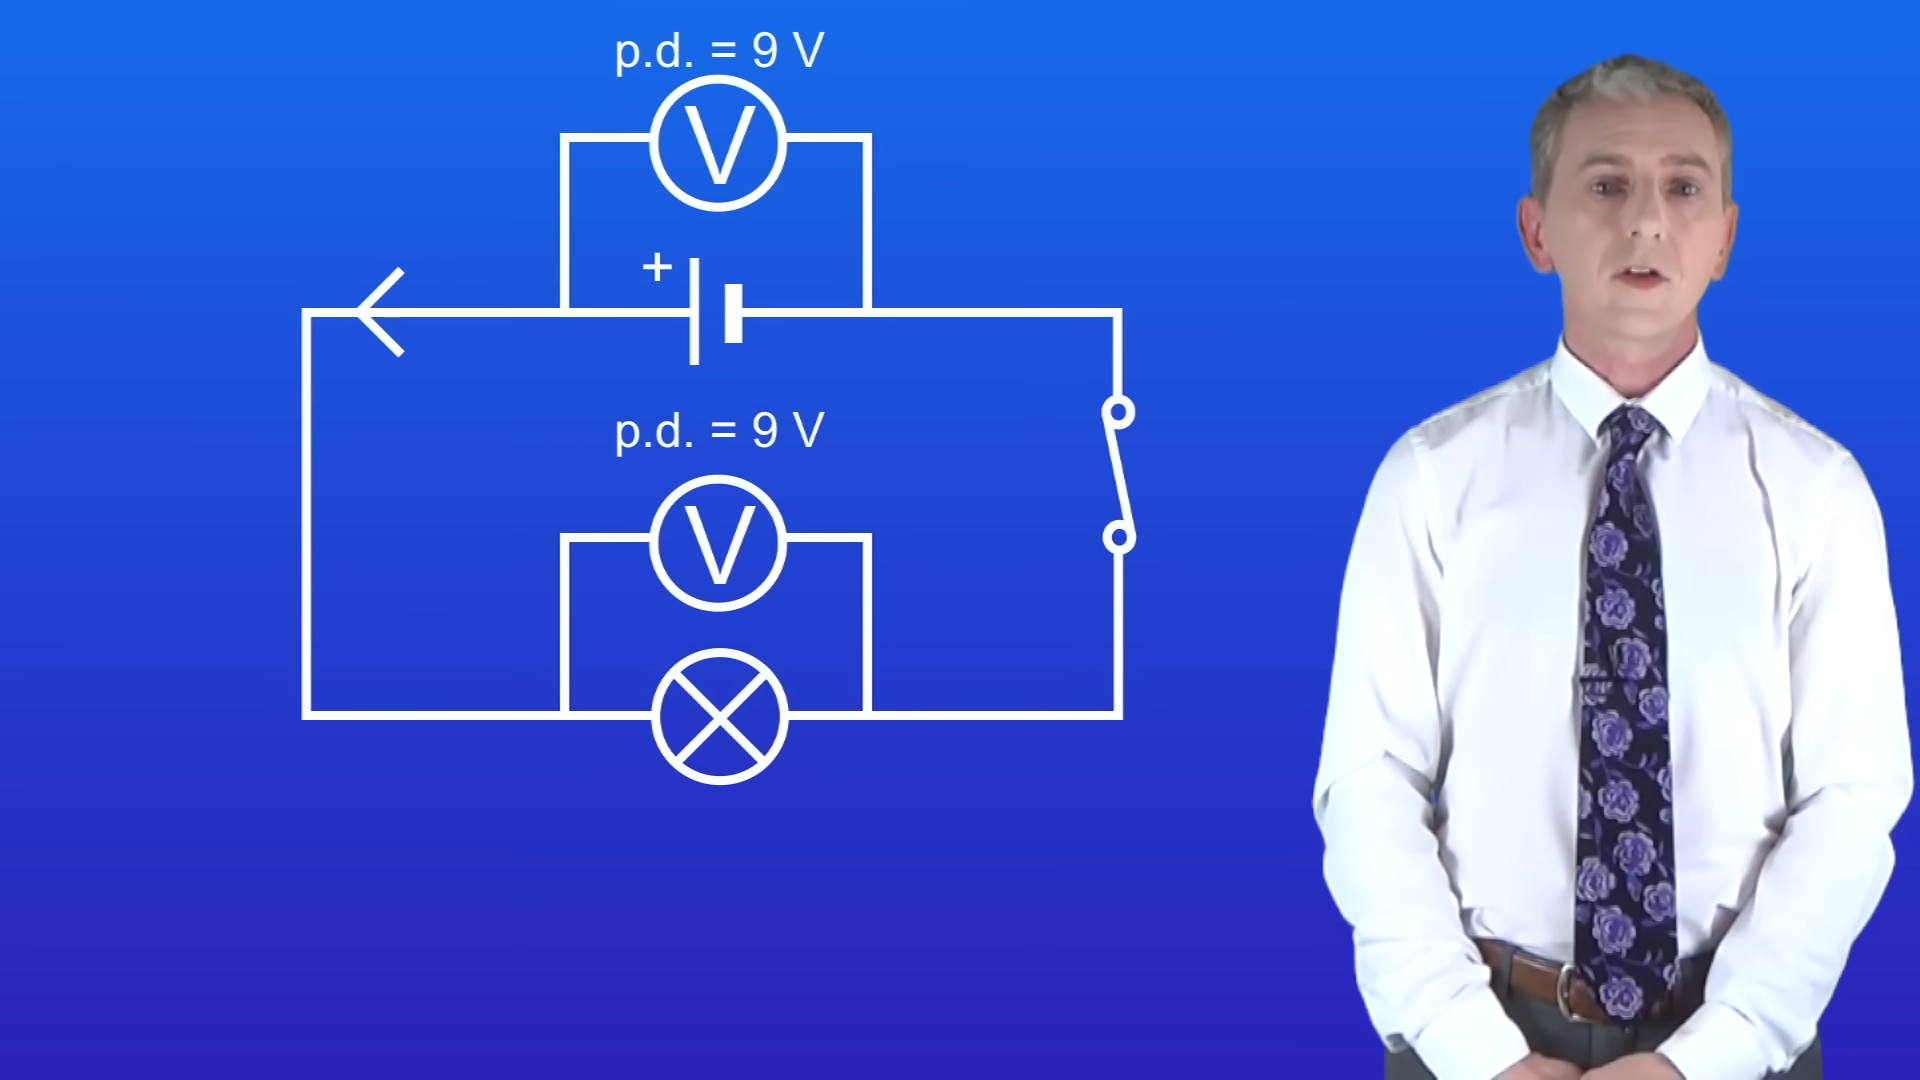 p.d. = 9 V
V
+
p.d. = 9 V
V